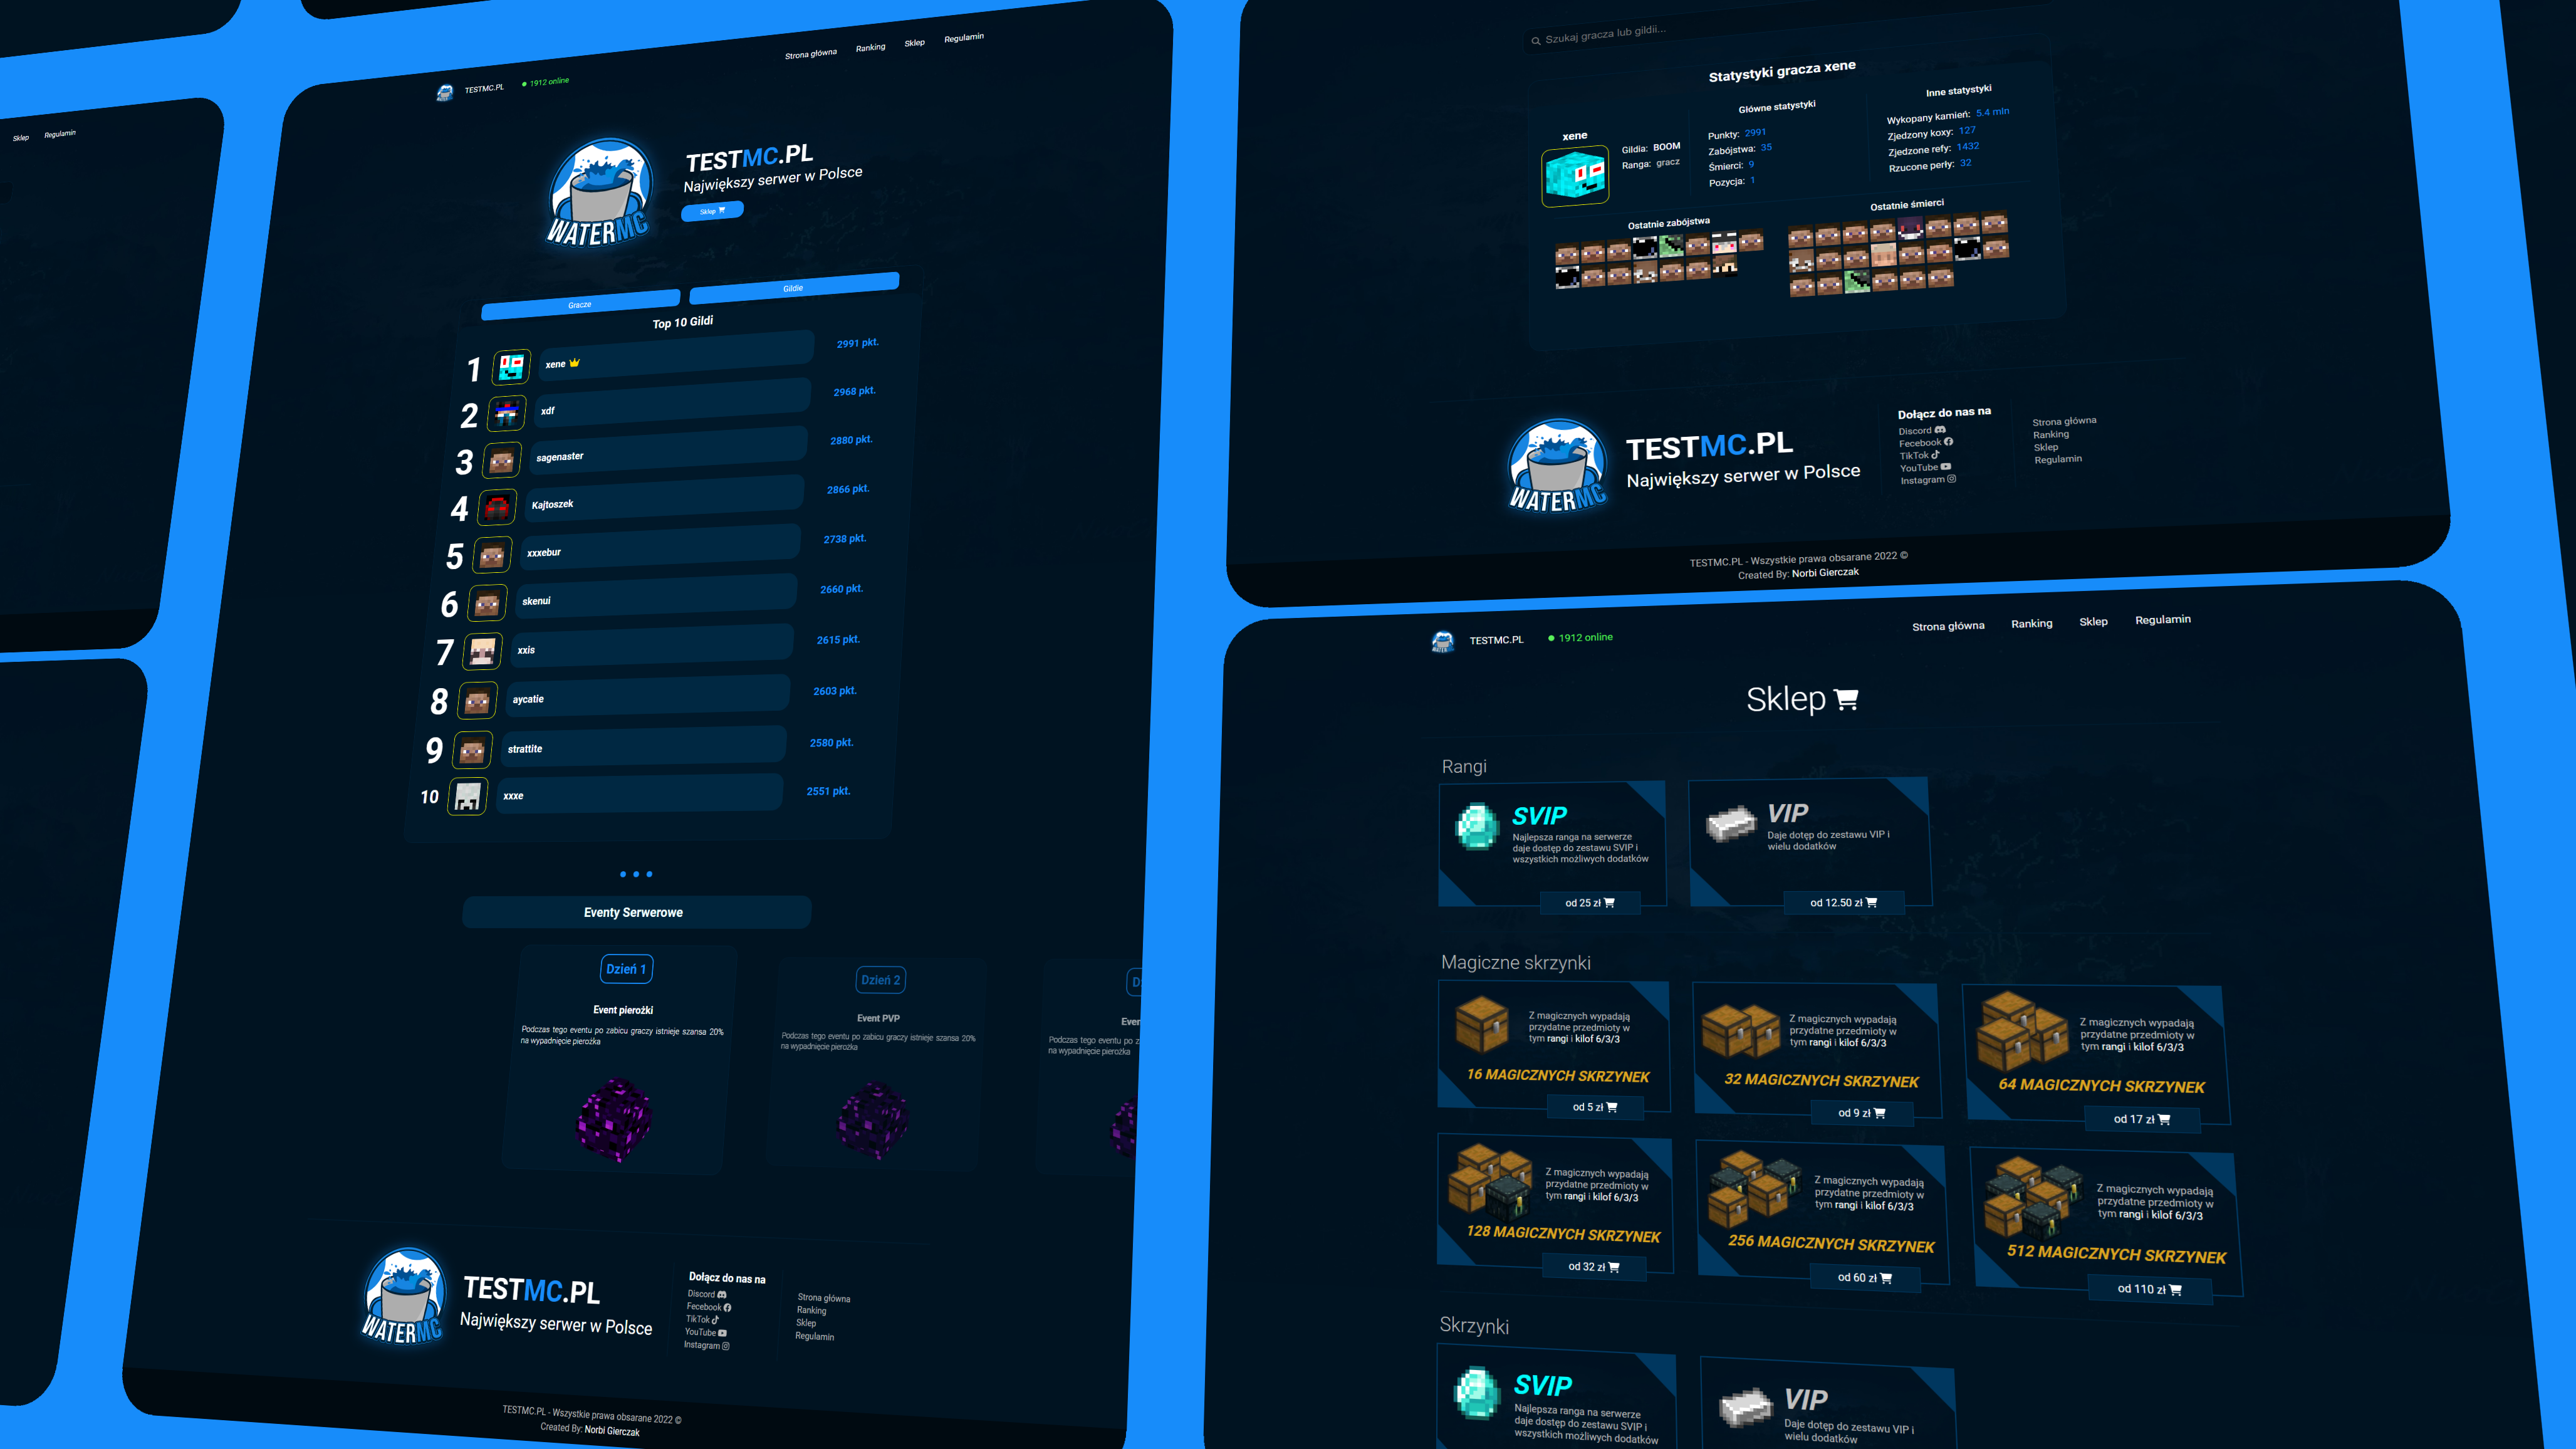 Sklep Regulamin
TESTMC.PL 1912 online
Strona główna Ranking Sklep Regulamin
WATERMC
TESTMC.PL
Największy serwer w Polsce
Sklep
Gracze Gildie
Top 10 Gildi
1 xene 2991 pkt.
2 xdf 2968 pkt.
3 sagenaster 2880 pkt.
4 Kajtoszek 2866 pkt.
5 xxxebur 2738 pkt.
6 skenui 2660 pkt.
7 xxis 2615 pkt.
8 aycatie 2603 pkt.
9 strattite 2580 pkt.
10 xxxe 2551 pkt.
Eventy Serwerowe
Dzień 1
Event pierożki
Podczas tego eventu po zabicu graczy istnieje szansa 20%
na wypadnięcie pierożka
Dzień 2
Event PVP
Podczas tego eventu po zabicu graczy istnieje szansa 20%
na wypadnięcie pierożka
D
Ever
Podczas tego eventu po z
na wypadnięcie pierożka
WATERMC
TESTMC.PL
Największy serwer w Polsce
Dołącz do nas na
Discord
Fecebook
TikTok
YouTube
Instagram
Strona główna
Ranking
Sklep
Regulamin
TESTMC.PL - Wszystkie prawa obsarane 2022 ©
Created By: Norbi Gierczak
Szukaj gracza lub gildii...
Statystyki gracza xene
xene
Gildia: BOOM
Ranga: gracz
Główne statystyki
Punkty: 2991
Zabójstwa: 35
Śmierci: 9
Pozycja: 1
Inne statystyki
Wykopany kamień: 5.4 mln
Zjedzony koxy: 127
Zjedzone refy: 1432
Rzucone perły: 32
Ostatnie zabójstwa
Ostatnie śmierci
WATERMC
TESTMC.PL
Największy serwer w Polsce
Dołącz do nas na
Discord
Fecebook
TikTok
YouTube
Instagram
Strona główna
Ranking
Sklep
Regulamin
TESTMC.PL - Wszystkie prawa obsarane 2022 ©
Created By: Norbi Gierczak
WATERMC
TESTMC.PL 1912 online
Strona główna Ranking Sklep Regulamin
Sklep
Rangi
SVIP
Najlepsza ranga na serwerze
daje dostęp do zestawu SVIP i
wszystkich możliwych dodatków
od 25 zł
VIP
Daje dotęp do zestawu VIP i
wielu dodatków
od 12.50 zł
Magiczne skrzynki
Z magicznych wypadają
przydatne przedmioty w
tym rangi i kilof 6/3/3
16 MAGICZNYCH SKRZYNEK
od 5 zł
Z magicznych wypadają
przydatne przedmioty w
tym rangi i kilof 6/3/3
32 MAGICZNYCH SKRZYNEK
od 9 zł
Z magicznych wypadają
przydatne przedmioty w
tym rangi i kilof 6/3/3
64 MAGICZNYCH SKRZYNEK
od 17 zł
Z magicznych wypadają
przydatne przedmioty w
tym rangi i kilof 6/3/3
128 MAGICZNYCH SKRZYNEK
od 32 zł
Z magicznych wypadają
przydatne przedmioty w
tym rangi i kilof 6/3/3
256 MAGICZNYCH SKRZYNEK
od 60 zł
Z magicznych wypadają
przydatne przedmioty w
tym rangi i kilof 6/3/3
512 MAGICZNYCH SKRZYNEK
od 110 zł
Skrzynki
SVIP
Najlepsza ranga na serwerze
daje dostęp do zestawu SVIP i
wszystkich możliwych dodatków
VIP
Daje dotęp do zestawu VIP i
wielu dodatków